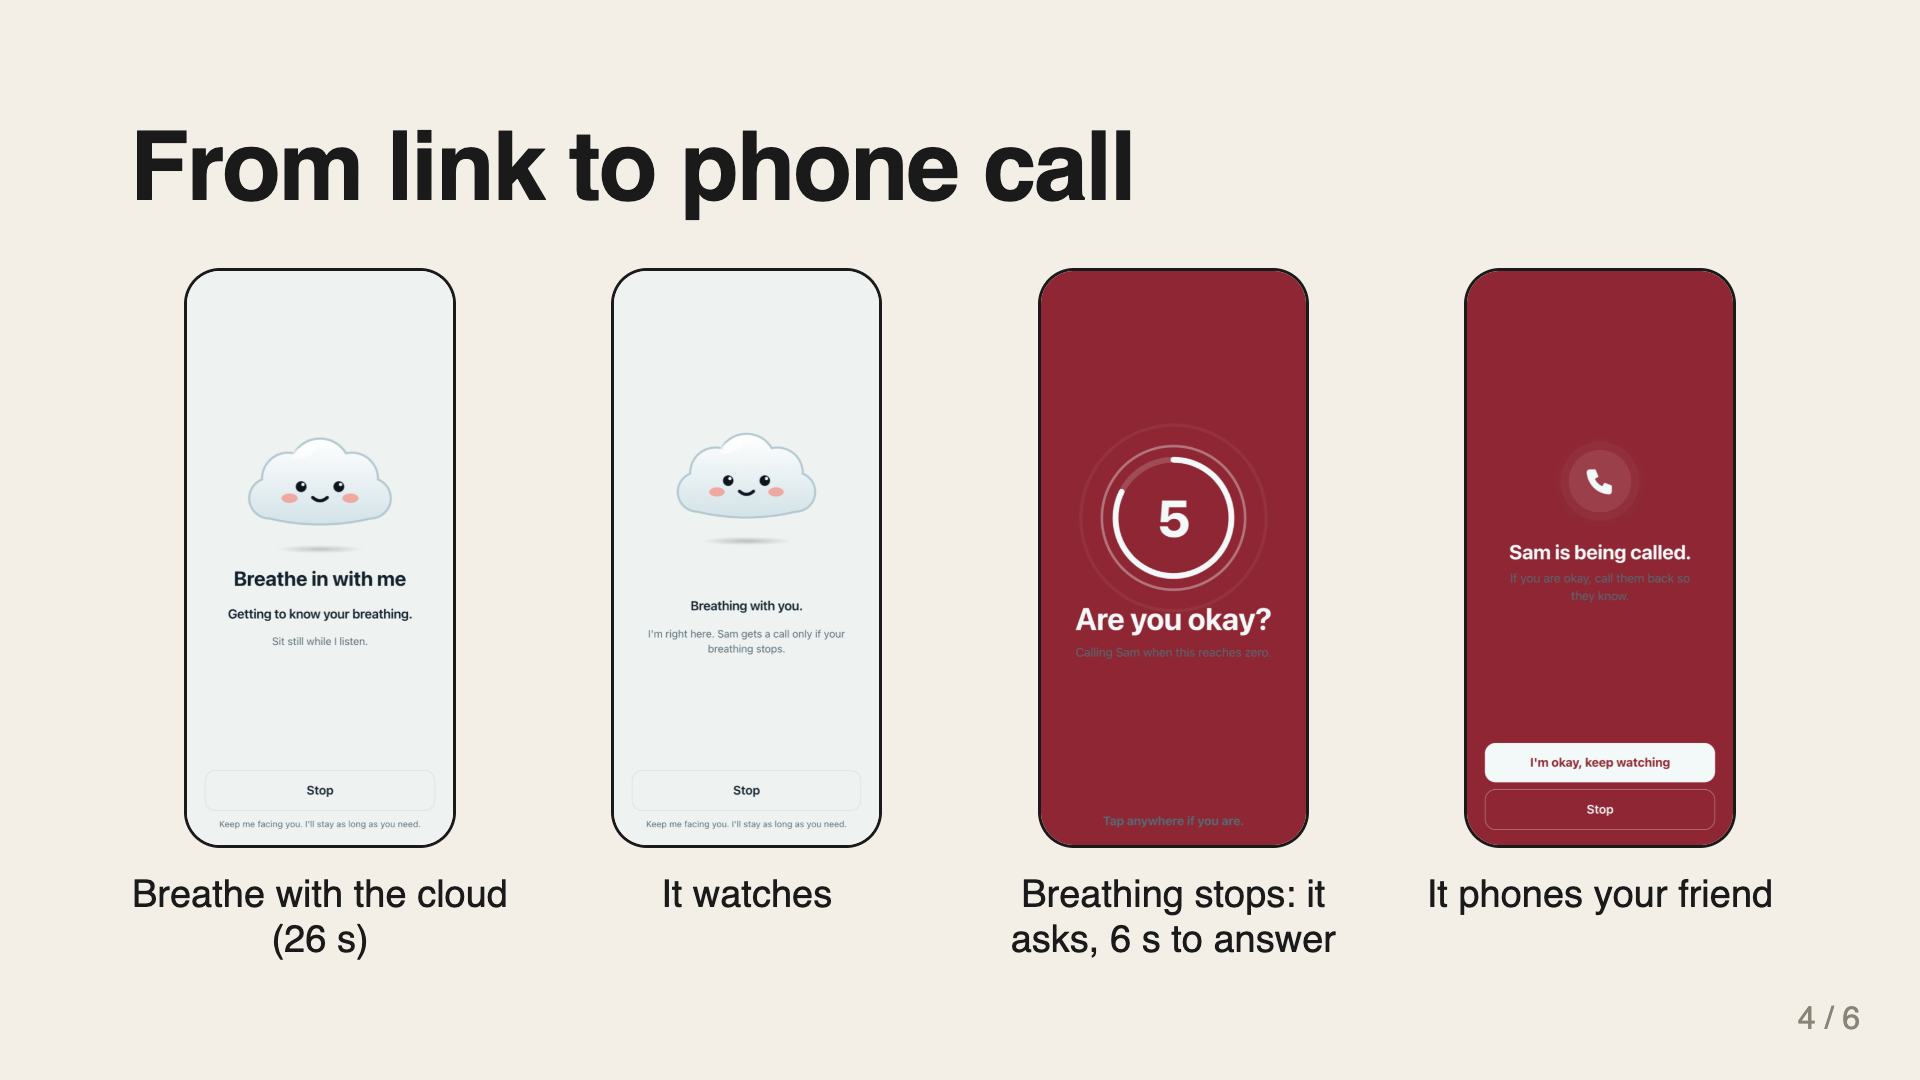 From link to phone call
Breathe in with me
Getting to know your breathing.
Sit still while I listen.
Stop
Keep me facing you. I'll stay as long as you need.
Breathe with the cloud
(26 s)
Breathing with you.
I'm right here. Sam gets a call only if your
breathing stops.
Stop
Keep me facing you. I'll stay as long as you need.
It watches
5
Are you okay?
Calling Sam when this reaches zero.
Tap anywhere if you are.
Breathing stops: it
asks, 6 s to answer
Sam is being called.
If you are okay, call them back so
they know.
I'm okay, keep watching
Stop
It phones your friend
4 / 6